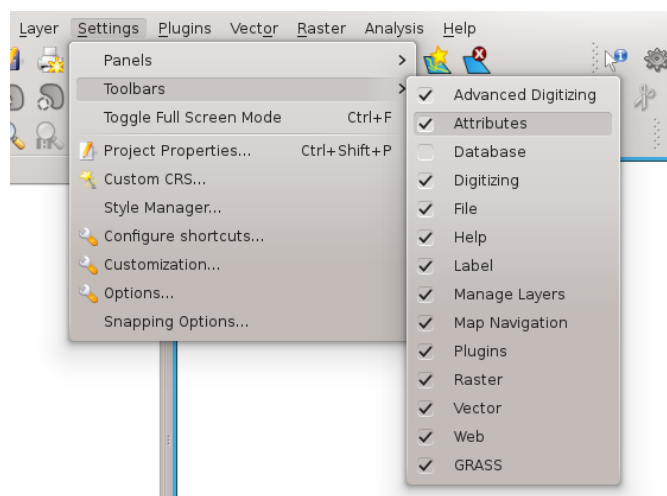 Layer Settings Plugins Vector Raster Analysis Help
Panels
Toolbars
Toggle Full Screen Mode Ctrl+F
Project Properties... Ctrl+Shift+P
Custom CRS...
Style Manager...
Configure shortcuts...
Customization...
Options...
Snapping Options...
Advanced Digitizing
Attributes
Database
Digitizing
File
Help
Label
Manage Layers
Map Navigation
Plugins
Raster
Vector
Web
GRASS